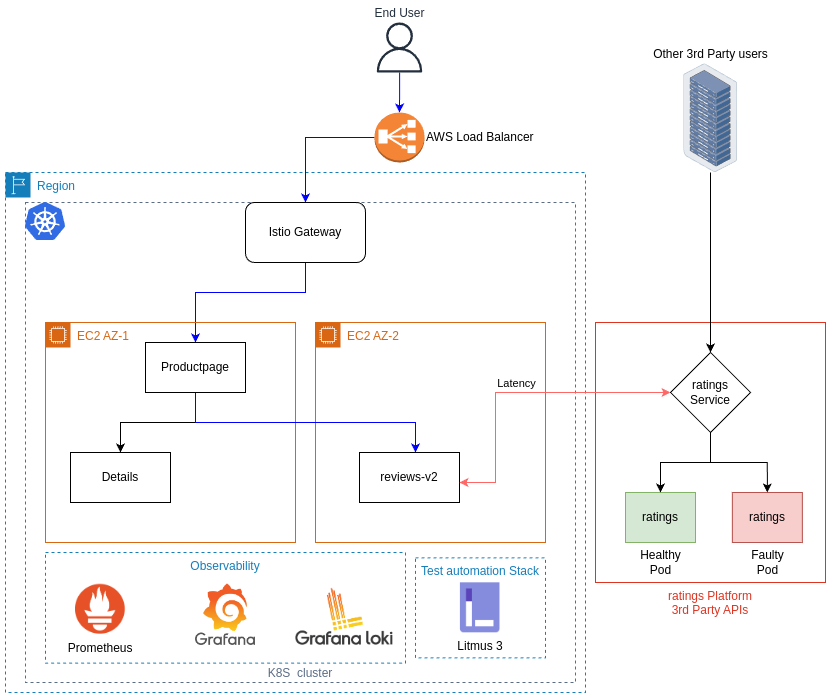 End User
Other 3rd Party users
AWS Load Balancer
Region
Istio Gateway
EC2 AZ-1
EC2 AZ-2
Productpage
Latency
ratings
Service
Details
reviews-v2
ratings
ratings
Healthy
Pod
Faulty
Pod
Observability
Test automation Stack
ratings Platform
3rd Party APIs
Prometheus
Grafana
Grafana loki
Litmus 3
K8S  cluster